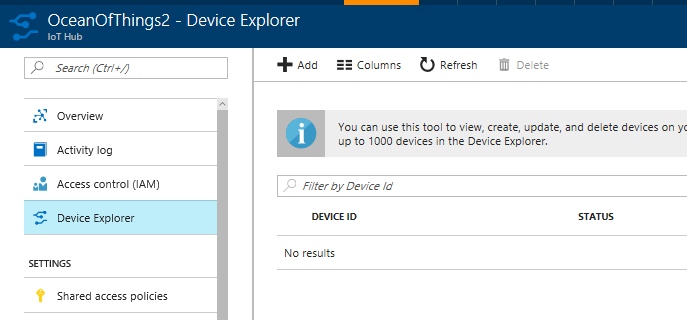 OceanOfThings2 - Device Explorer
IoT Hub
Search (Ctrl+/)
Overview
Activity log
Access control (IAM)
Device Explorer
SETTINGS
Shared access policies
Add Columns Refresh Delete
You can use this tool to view, create, update, and delete devices on
up to 1000 devices in the Device Explorer.
Filter by Device Id
DEVICE ID STATUS
No results